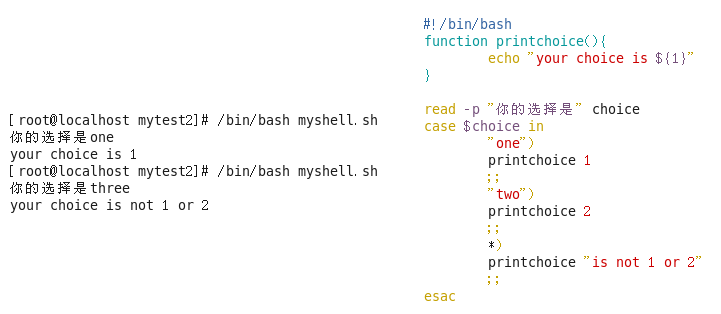 [root@localhost mytest2]# /bin/bash myshell.sh
你的选择是one
your choice is 1
[root@localhost mytest2]# /bin/bash myshell.sh
你的选择是three
your choice is not 1 or 2
#!/bin/bash
function printchoice(){
        echo "your choice is ${1}"
}

read -p "你的选择是" choice
case $choice in
        "one")
        printchoice 1
        ;;
        "two")
        printchoice 2
        ;;
        *)
        printchoice "is not 1 or 2"
        ;;
esac